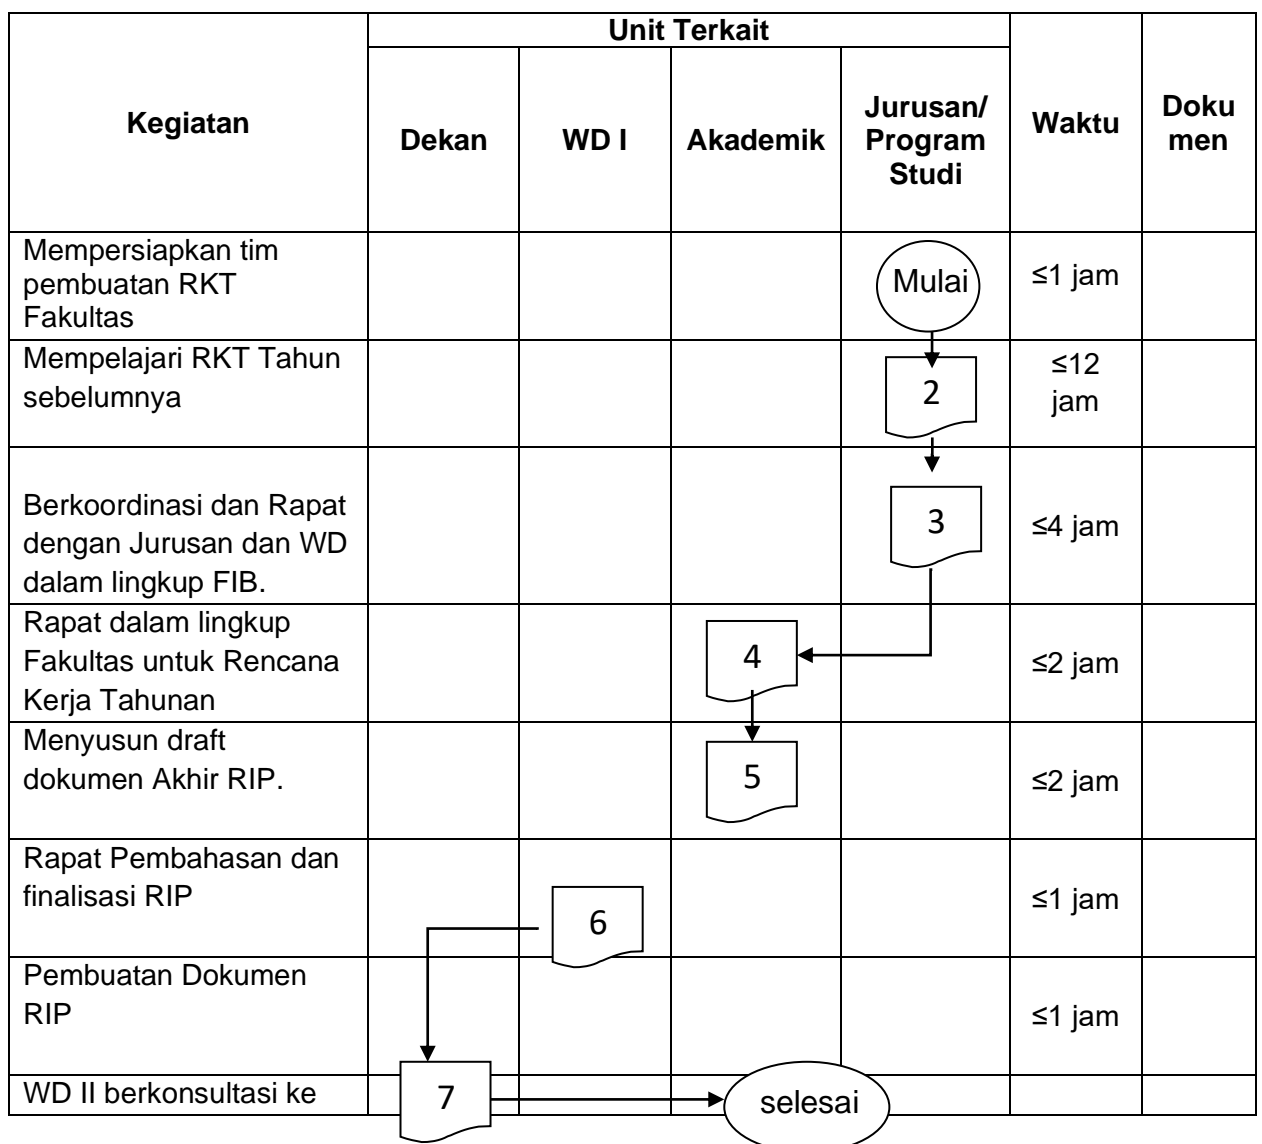 Unit Terkait
Kegiatan
Dekan
WD I
Akademik
Jurusan/
Program
Studi
Waktu
Doku
men
Mempersiapkan tim
pembuatan RKT
Fakultas
Mulai
≤1 jam
Mempelajari RKT Tahun
sebelumnya
2
≤12
jam
Berkoordinasi dan Rapat
dengan Jurusan dan WD
dalam lingkup FIB.
3
≤4 jam
Rapat dalam lingkup
Fakultas untuk Rencana
Kerja Tahunan
4
≤2 jam
Menyusun draft
dokumen Akhir RIP.
5
≤2 jam
Rapat Pembahasan dan
finalisasi RIP
6
≤1 jam
Pembuatan Dokumen
RIP
≤1 jam
WD II berkonsultasi ke
7
selesai